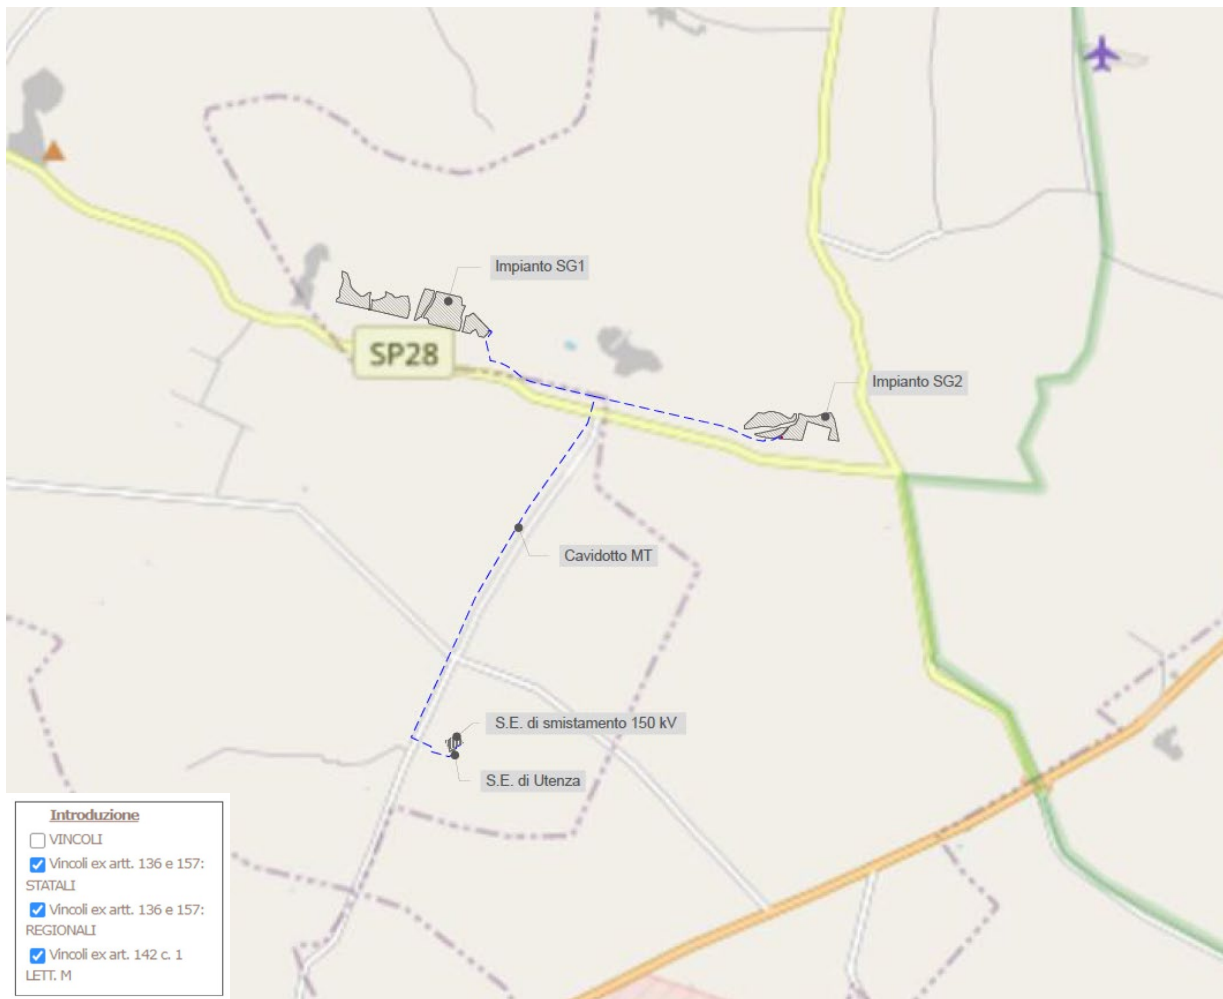 Impianto SG1
SP28
Impianto SG2
Cavidotto MT
S.E. di smistamento 150 kV
S.E. di Utenza
Introduzione
VINCOLI
Vincoli ex artt. 136 e 157:
STATALI
Vincoli ex artt. 136 e 157:
REGIONALI
Vincoli ex art. 142 c. 1
LETT. M